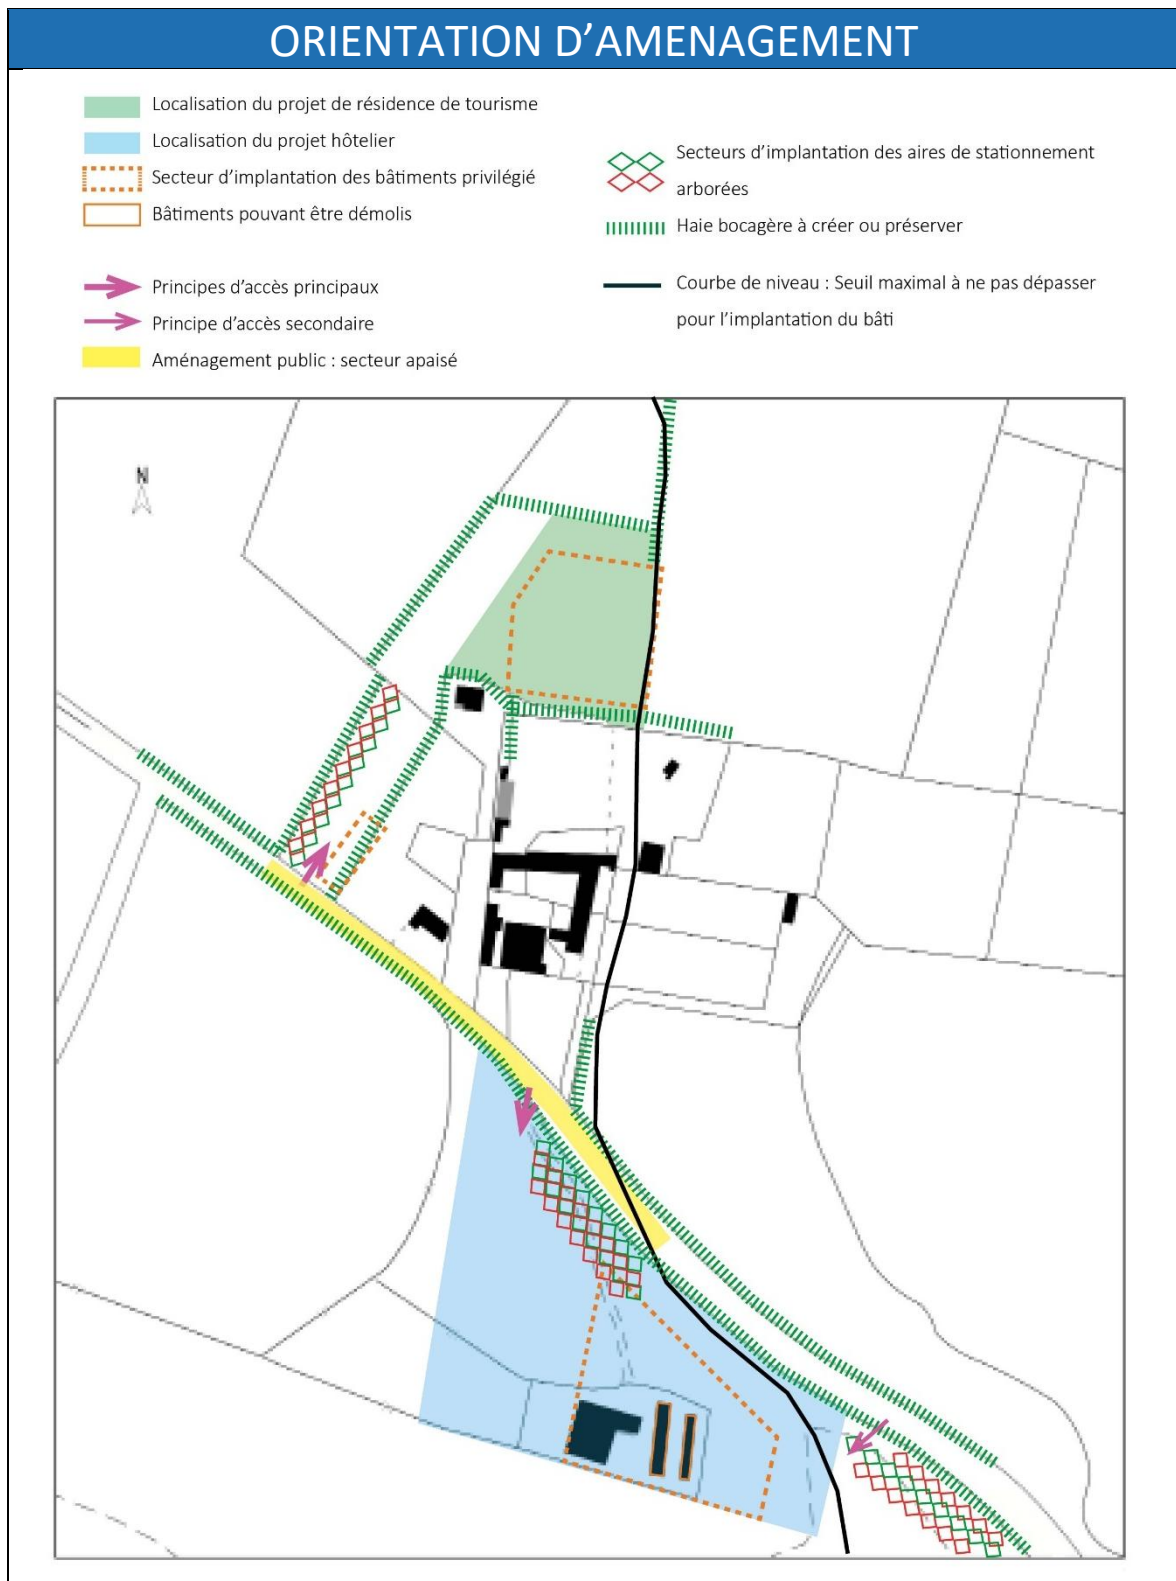 ORIENTATION D'AMENAGEMENT
Localisation du projet de résidence de tourisme
Localisation du projet hôtelier
Secteur d'implantation des bâtiments privilégié
Bâtiments pouvant être démolis
Principes d'accès principaux
Principe d'accès secondaire
Aménagement public : secteur apaisé
Secteurs d'implantation des aires de stationnement
arborées
Haie bocagère à créer ou préserver
Courbe de niveau : Seuil maximal à ne pas dépasser
pour l'implantation du bâti
N